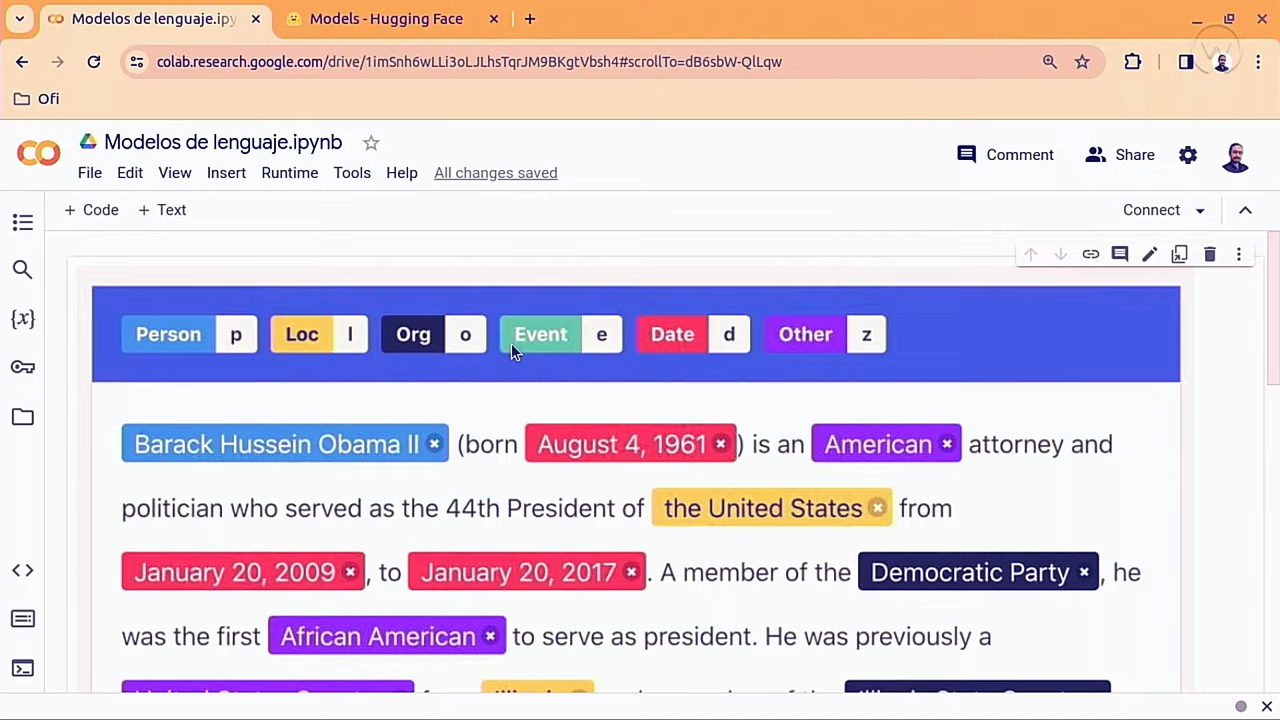 Modelos de lenguaje.ipy
Models - Hugging Face
colab.research.google.com/drive/1imSnh6wLLi3oLJLhsTqrJM9BKgtVbsh4#scrollTo=dB6sbW-QlLqw
Ofi
Modelos de lenguaje.ipynb
File Edit View Insert Runtime Tools Help All changes saved
Comment Share
+ Code + Text
Connect
{x}
Person p Loc l Org o Event e Date d Other z
Barack Hussein Obama II (born August 4, 1961) is an American attorney and
politician who served as the 44th President of the United States from
January 20, 2009, to January 20, 2017. A member of the Democratic Party, he
was the first African American to serve as president. He was previously a